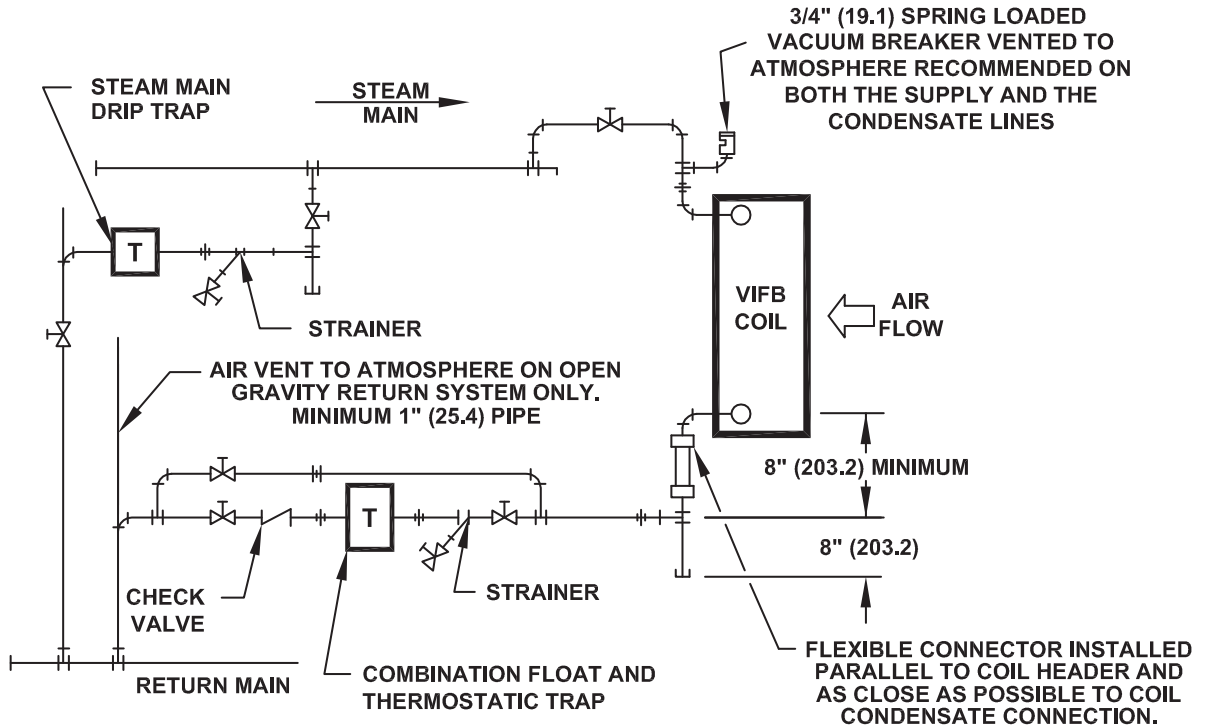 3/4" (19.1) SPRING LOADED
VACUUM BREAKER VENTED TO
ATMOSPHERE RECOMMENDED ON
BOTH THE SUPPLY AND THE
CONDENSATE LINES
STEAM MAIN
DRIP TRAP
STEAM
MAIN
T
STRAINER
VIFB
COIL
AIR
FLOW
AIR VENT TO ATMOSPHERE ON OPEN
GRAVITY RETURN SYSTEM ONLY.
MINIMUM 1" (25.4) PIPE
8" (203.2) MINIMUM
T
8" (203.2)
CHECK
VALVE
STRAINER
COMBINATION FLOAT AND
THERMOSTATIC TRAP
RETURN MAIN
FLEXIBLE CONNECTOR INSTALLED
PARALLEL TO COIL HEADER AND
AS CLOSE AS POSSIBLE TO COIL
CONDENSATE CONNECTION.